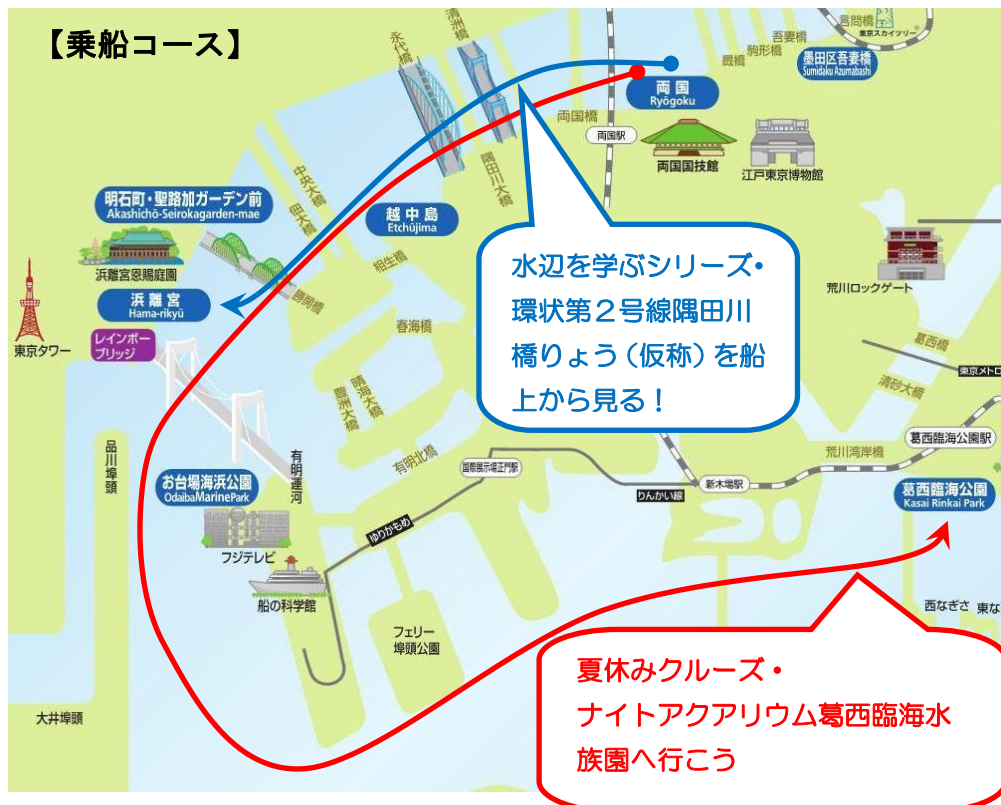 【乗船コース】
言問橋
東京スカイツリー
吾妻橋
駒形橋
厩橋
墨田区吾妻橋
Sumidaku Azumabashi
清洲橋
永代橋
両国
Ryōgoku
両国橋
両国駅
両国国技館
江戸東京博物館
隅田川大橋
中央大橋
佃大橋
明石町・聖路加ガーデン前
Akashichō-Seirokagarden-mae
越中島
Etchūjima
相生橋
浜離宮恩賜庭園
浜離宮
Hama-rikyū
勝鬨橋
東京タワー
レインボー
ブリッジ
春海橋
晴海大橋
豊洲大橋
水辺を学ぶシリーズ・
環状第2号線隅田川
橋りょう(仮称)を船
上から見る!
荒川ロックゲート
葛西橋
東京メトロ
清砂大橋
葛西臨海公園駅
荒川湾岸橋
葛西臨海公園
Kasai Rinkai Park
品川埠頭
有明運河
有明北橋
国際展示場正門駅
りんかい線
新木場駅
お台場海浜公園
OdaibaMarinePark
フジテレビ
ゆりかもめ
船の科学館
フェリー
埠頭公園
西なぎさ
東な
大井埠頭
夏休みクルーズ・
ナイトアクアリウム葛西臨海水
族園へ行こう